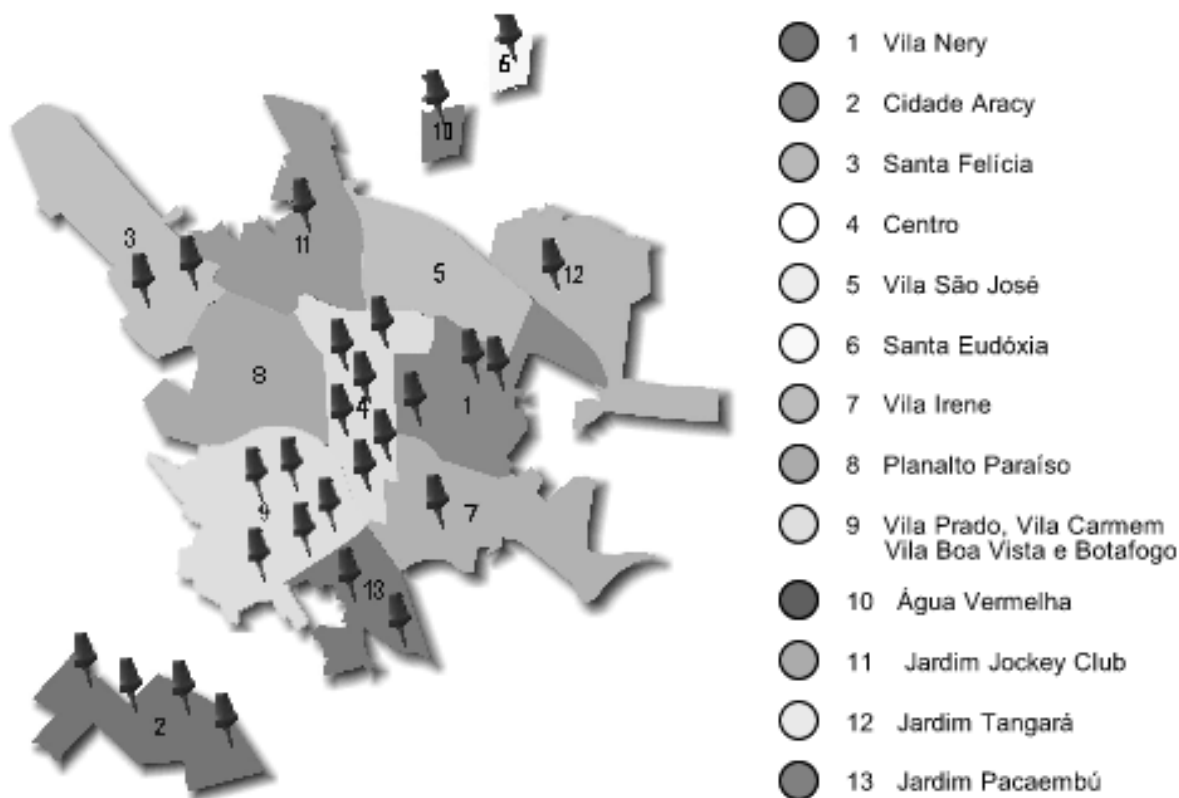 6
10
3
11
5
12
8
4
1
9
7
13
2
1 Vila Nery
2 Cidade Aracy
3 Santa Felícia
4 Centro
5 Vila São José
6 Santa Eudóxia
7 Vila Irene
8 Planalto Paraíso
9 Vila Prado, Vila Carmem
Vila Boa Vista e Botafogo
10 Água Vermelha
11 Jardim Jockey Club
12 Jardim Tangará
13 Jardim Pacaembú